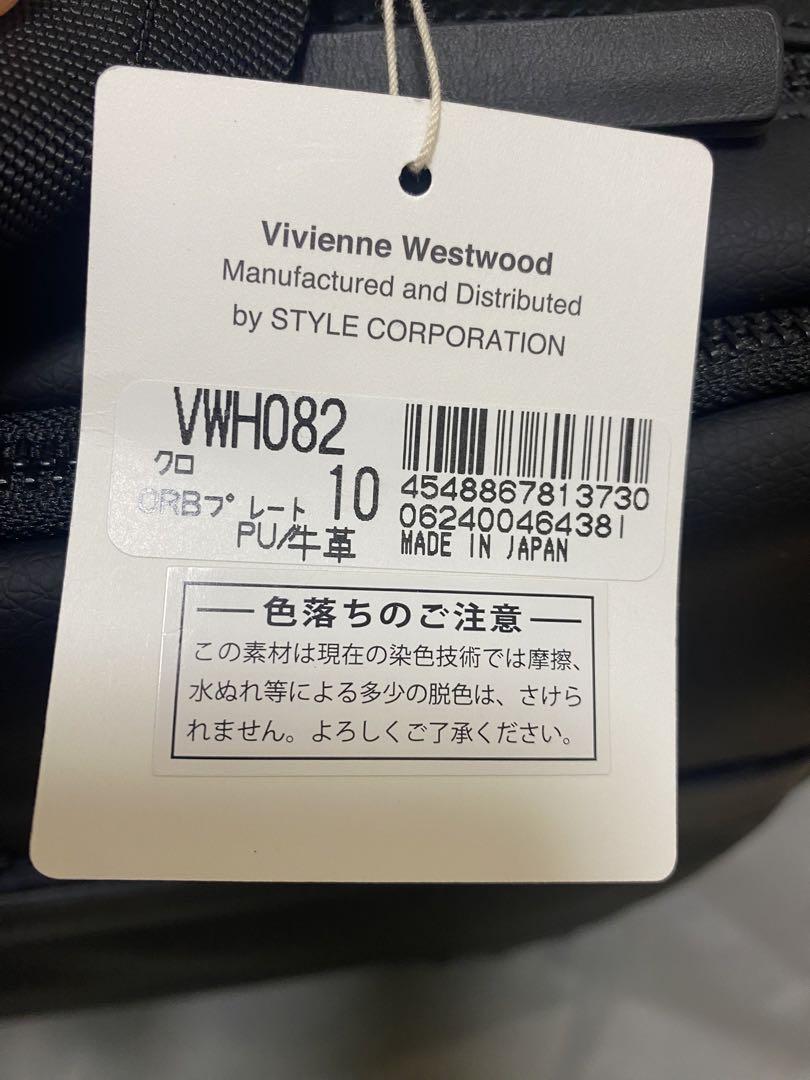 Vivienne Westwood
Manufactured and Distributed
by STYLE CORPORATION
VWH082
クロ
ORBプレート 10
PU/牛革
4548867813730
062400464381
MADE IN JAPAN
色落ちのご注意
この素材は現在の染色技術では摩擦、
水ぬれ等による多少の脱色は、さけら
れません。よろしくご了承ください。